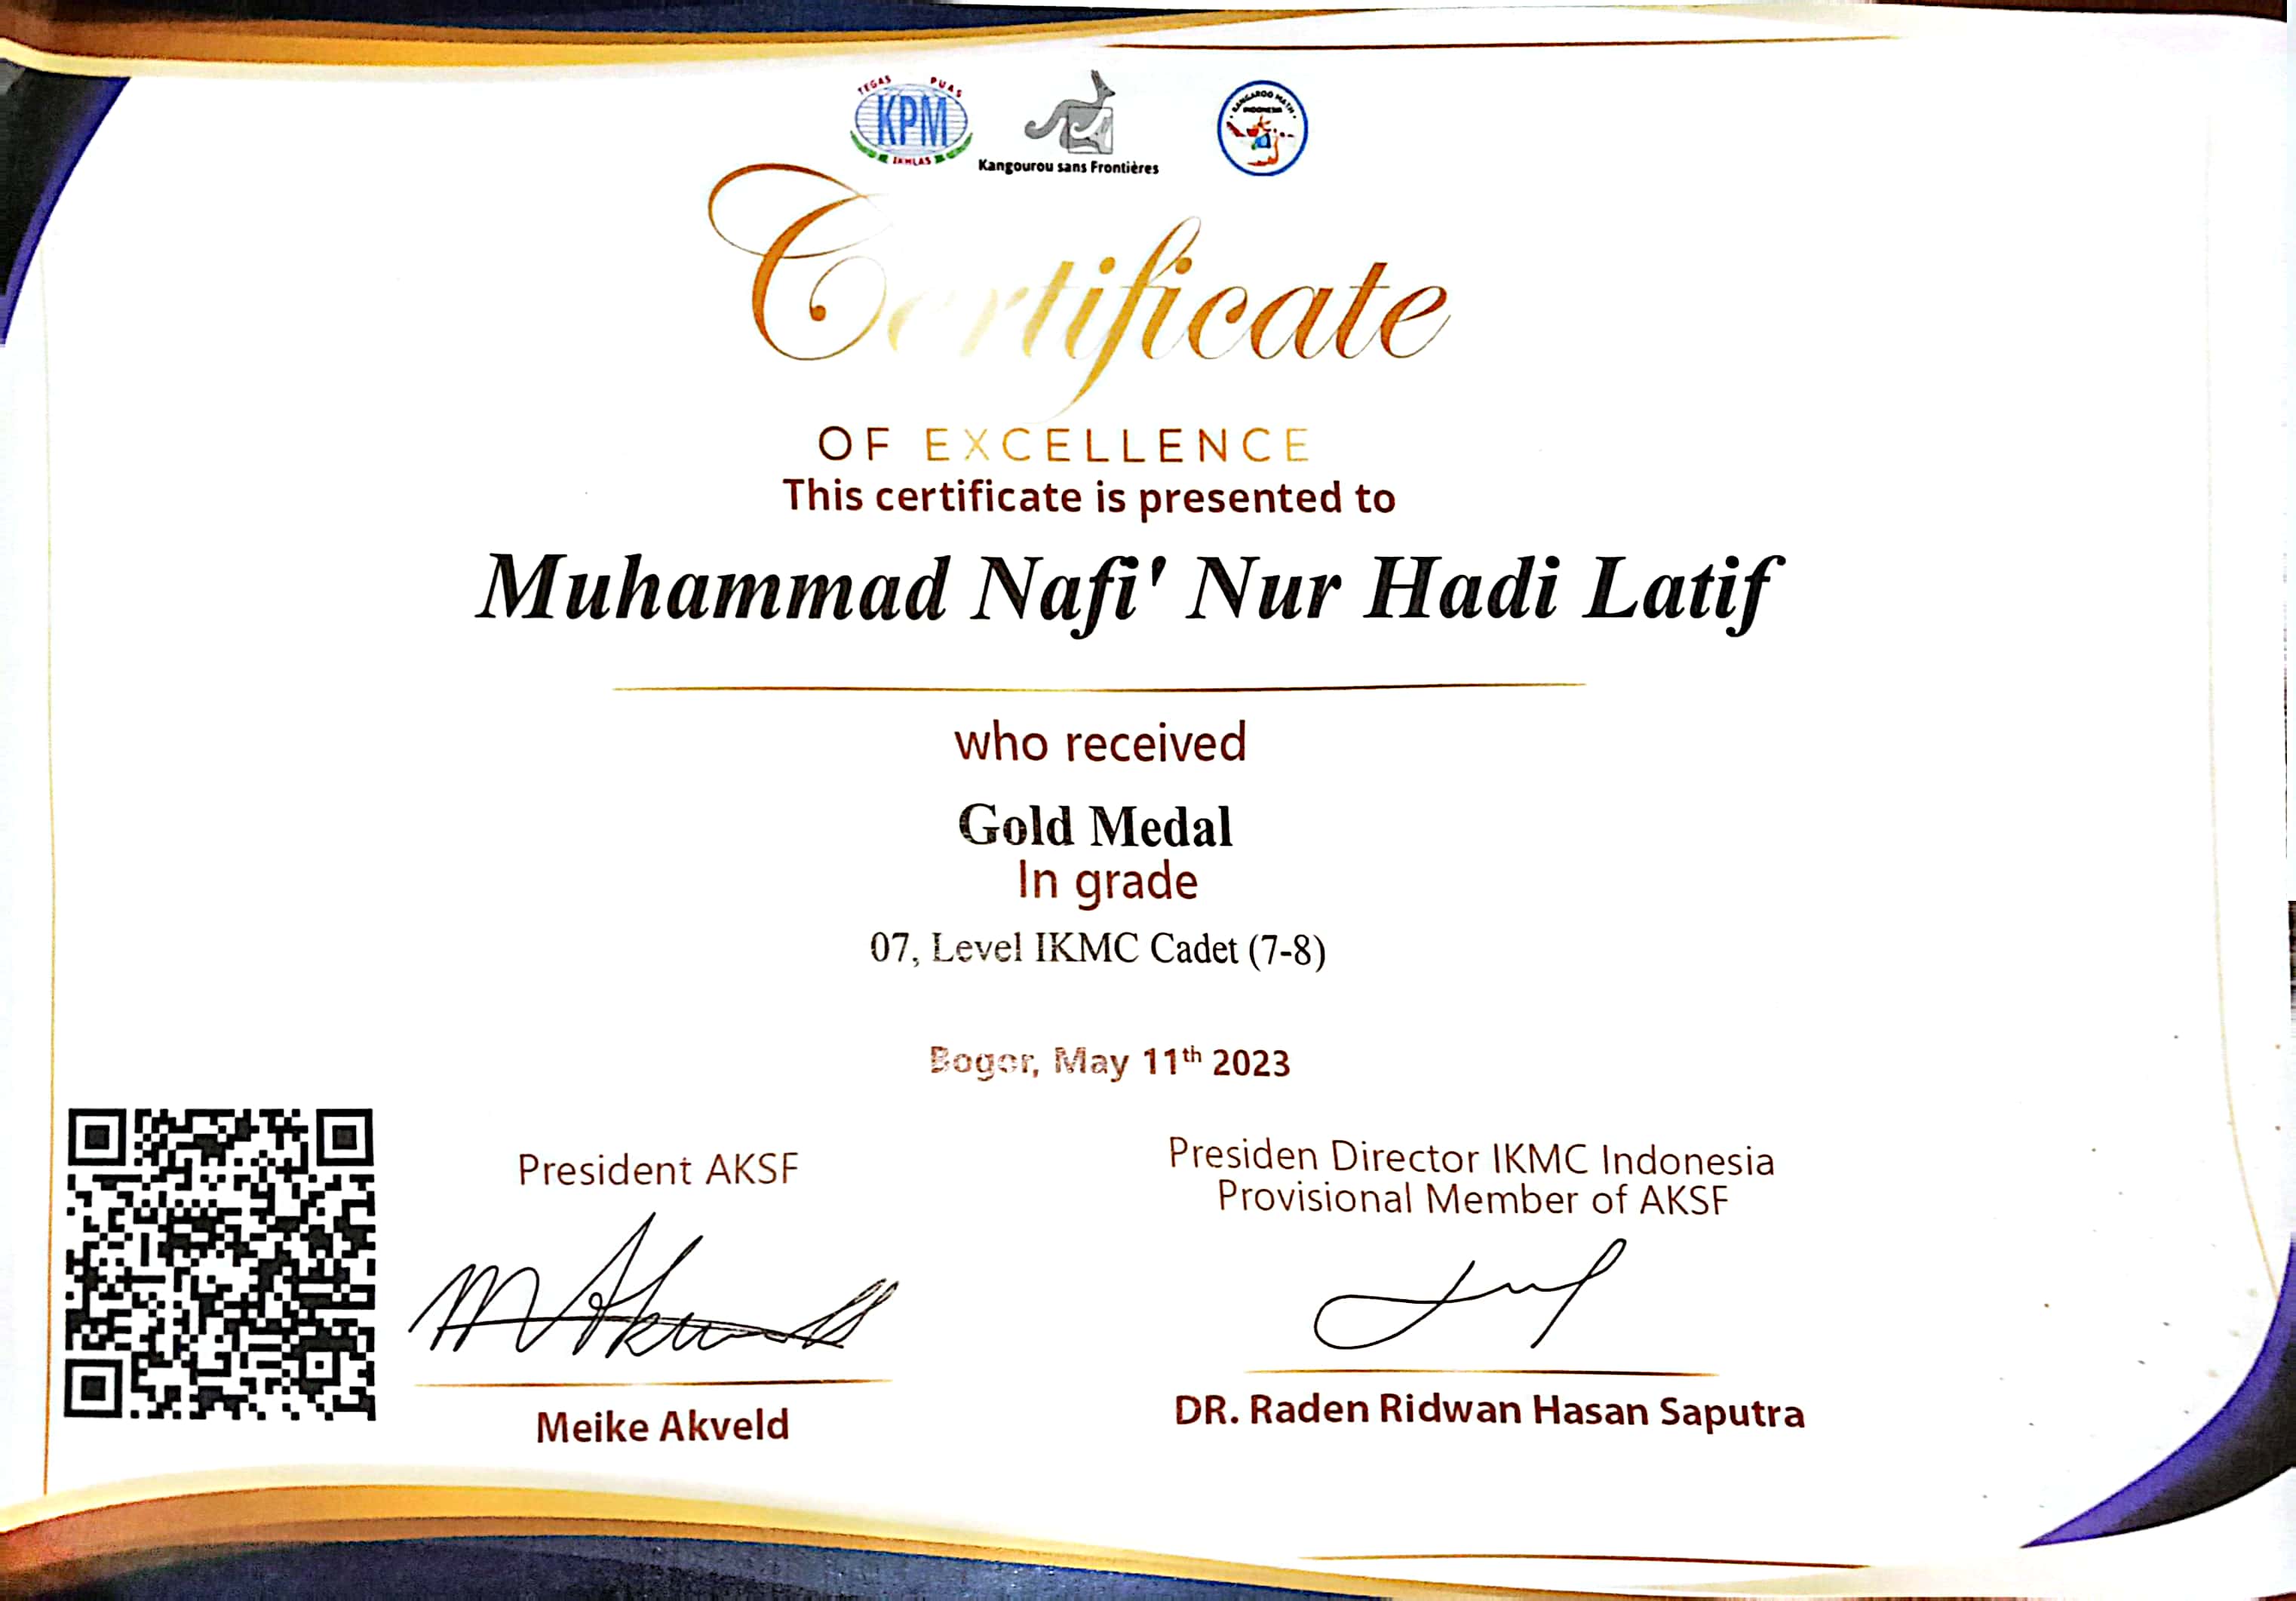 TEGAS PUAS
KPM
IKHLAS
Kangourou sans Frontières
KANGAROO MATH
INDONESIA
Certificate
OF EXCELLENCE
This certificate is presented to
Muhammad Nafi' Nur Hadi Latif
who received
Gold Medal
In grade
07, Level IKMC Cadet (7-8)
Bogor, May 11th 2023
President AKSF
Presiden Director IKMC Indonesia
Provisional Member of AKSF
Meike Akveld
DR. Raden Ridwan Hasan Saputra